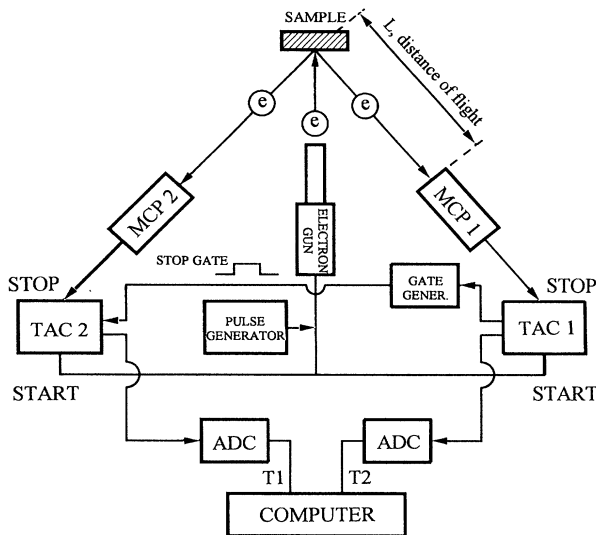 SAMPLE
L, distance of flight
e
e
e
MCP 2
MCP 1
ELECTRON
GUN
STOP GATE
STOP
STOP
GATE
GENER.
TAC 2
PULSE
GENERATOR
TAC 1
START
START
ADC
ADC
T1
T2
COMPUTER